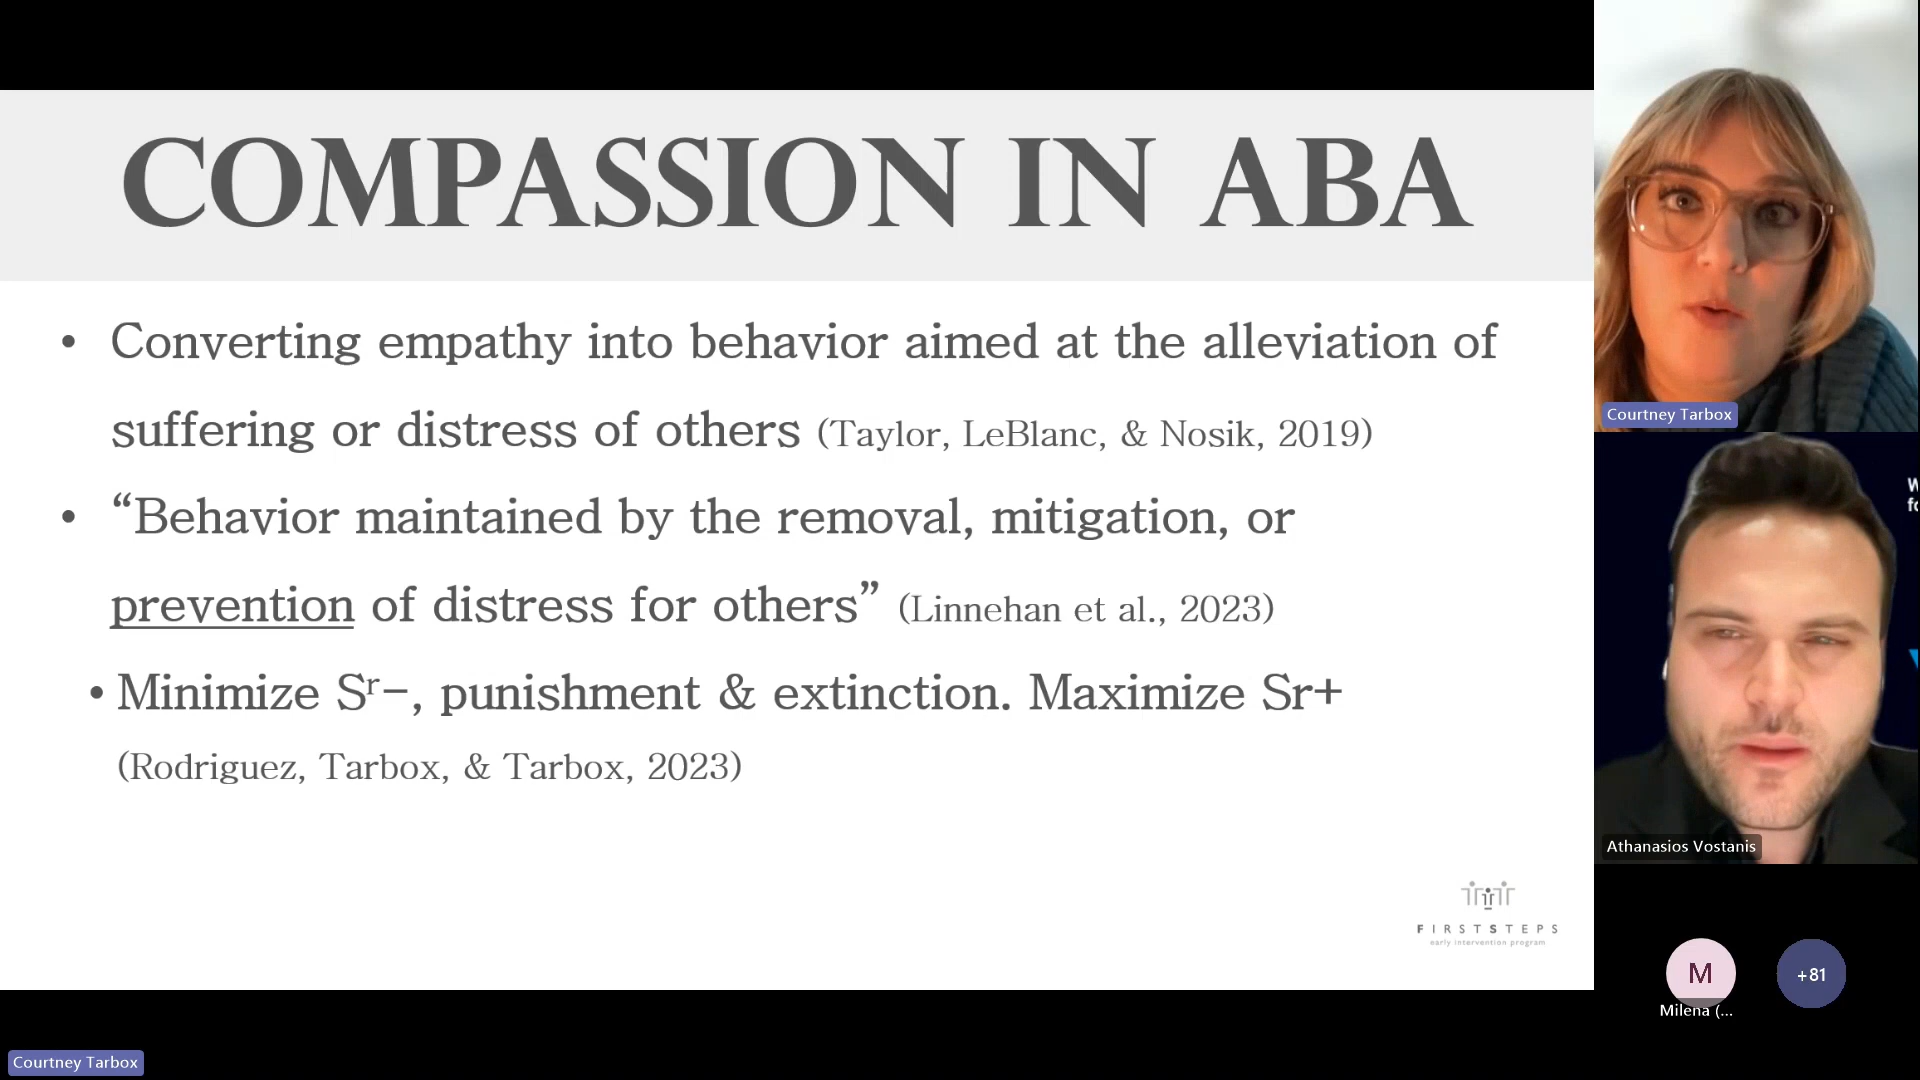 COMPASSION IN ABA
• Converting empathy into behavior aimed at the alleviation of
suffering or distress of others (Taylor, LeBlanc, & Nosik, 2019)
• “Behavior maintained by the removal, mitigation, or
prevention of distress for others” (Linnehan et al., 2023)
• Minimize Sʳ–, punishment & extinction. Maximize Sr+
(Rodriguez, Tarbox, & Tarbox, 2023)
FIRSTSTEPS
early intervention program
Courtney Tarbox
Courtney Tarbox
Athanasios Vostanis
M
+81
Milena (...